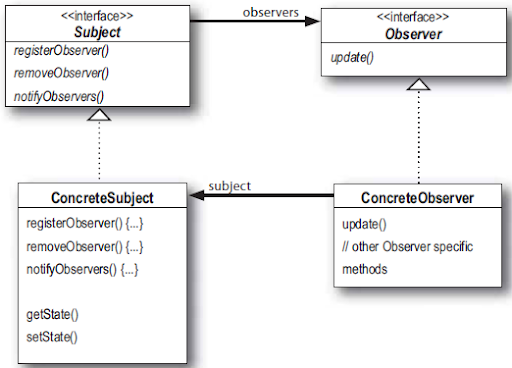 <<interface>>
Subject
registerObserver()
removeObserver()
notifyObservers()
observers
<<interface>>
Observer
update()
subject
ConcreteSubject
registerObserver() {...}
removeObserver() {...}
notifyObservers() {...}
getState()
setState()
ConcreteObserver
update()
// other Observer specific
methods